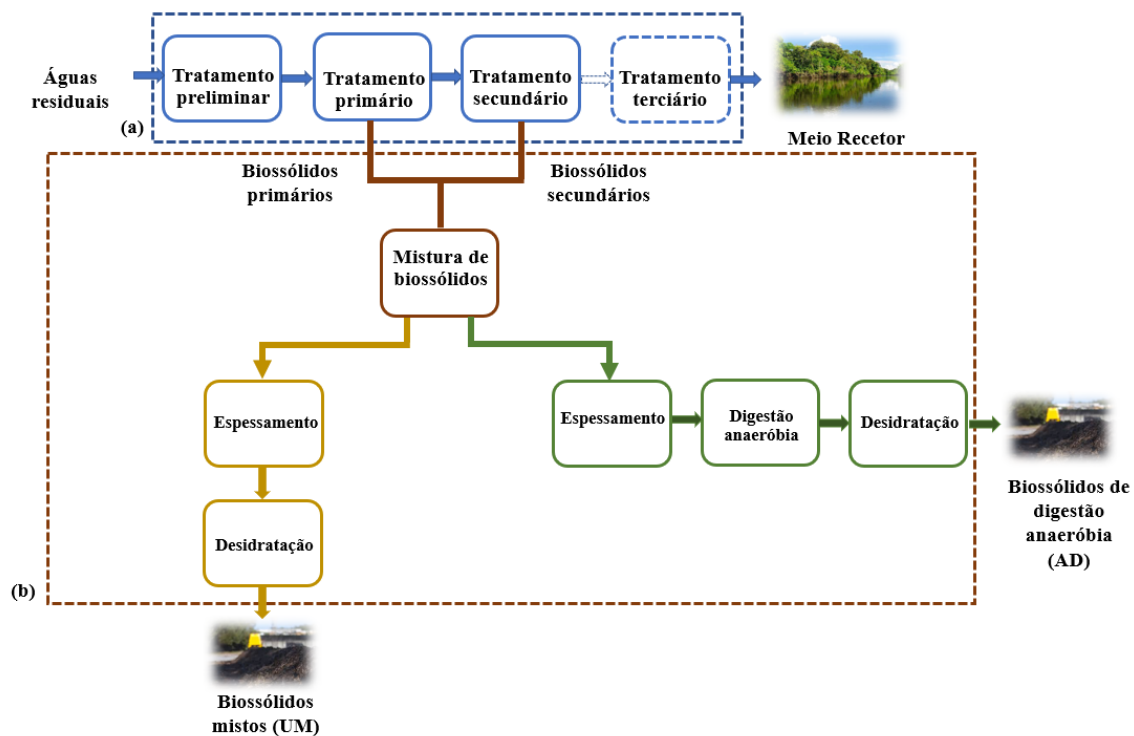 Águas
residuais
Tratamento
preliminar
Tratamento
primário
Tratamento
secundário
Tratamento
terciário
(a)
Meio Recetor
Biossólidos
primários
Biossólidos
secundários
Mistura de
biossólidos
Espessamento
Espessamento
Digestão
anaeróbia
Desidratação
Desidratação
Biossólidos de
digestão
anaeróbia
(AD)
(b)
Biossólidos
mistos (UM)